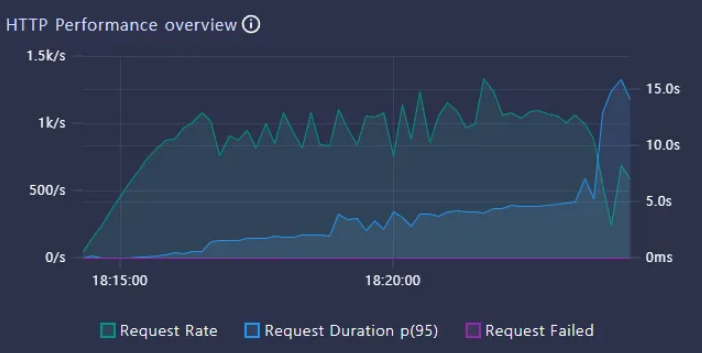 HTTP Performance overview
1.5k/s
1k/s
500/s
0/s
15.0s
10.0s
5.0s
0ms
18:15:00 18:20:00
Request Rate Request Duration p(95) Request Failed